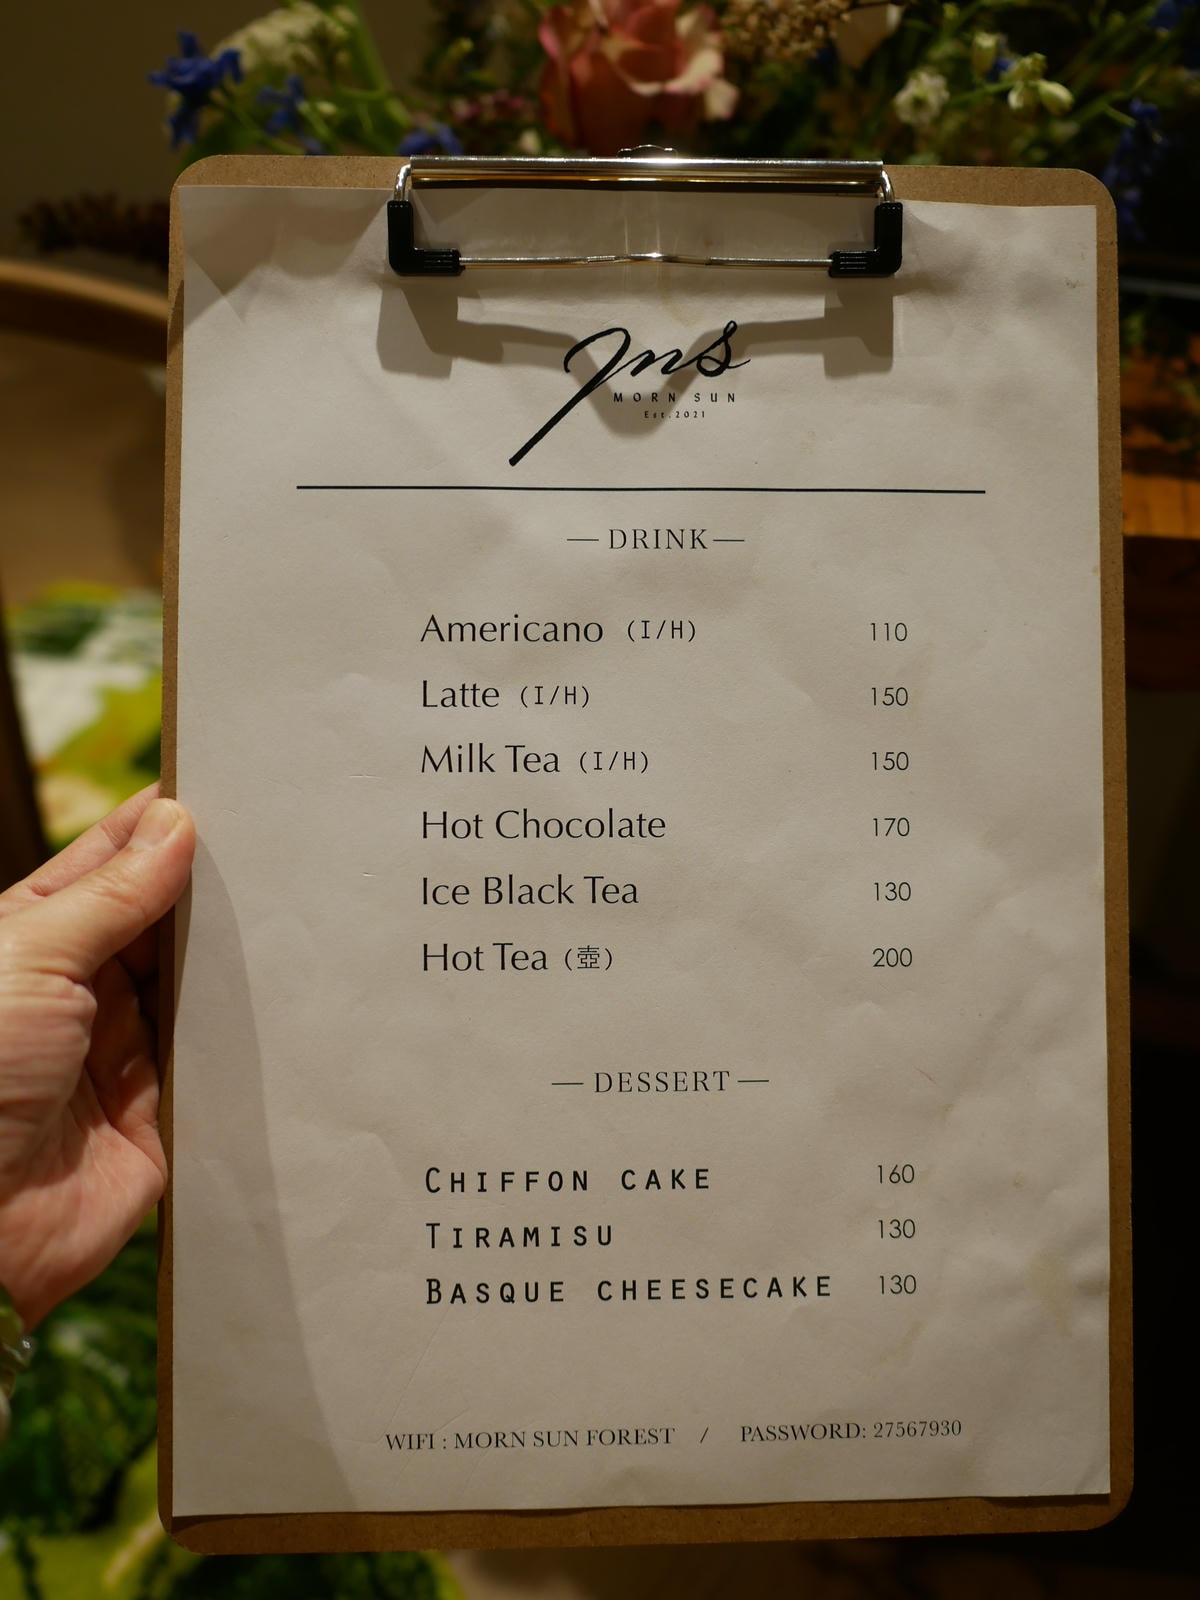 ms
MORN SUN
Est.2021
— DRINK —
Americano (I/H) 110
Latte (I/H) 150
Milk Tea (I/H) 150
Hot Chocolate 170
Ice Black Tea 130
Hot Tea (壺) 200
— DESSERT —
CHIFFON CAKE 160
TIRAMISU 130
BASQUE CHEESECAKE 130
WIFI : MORN SUN FOREST / PASSWORD: 27567930